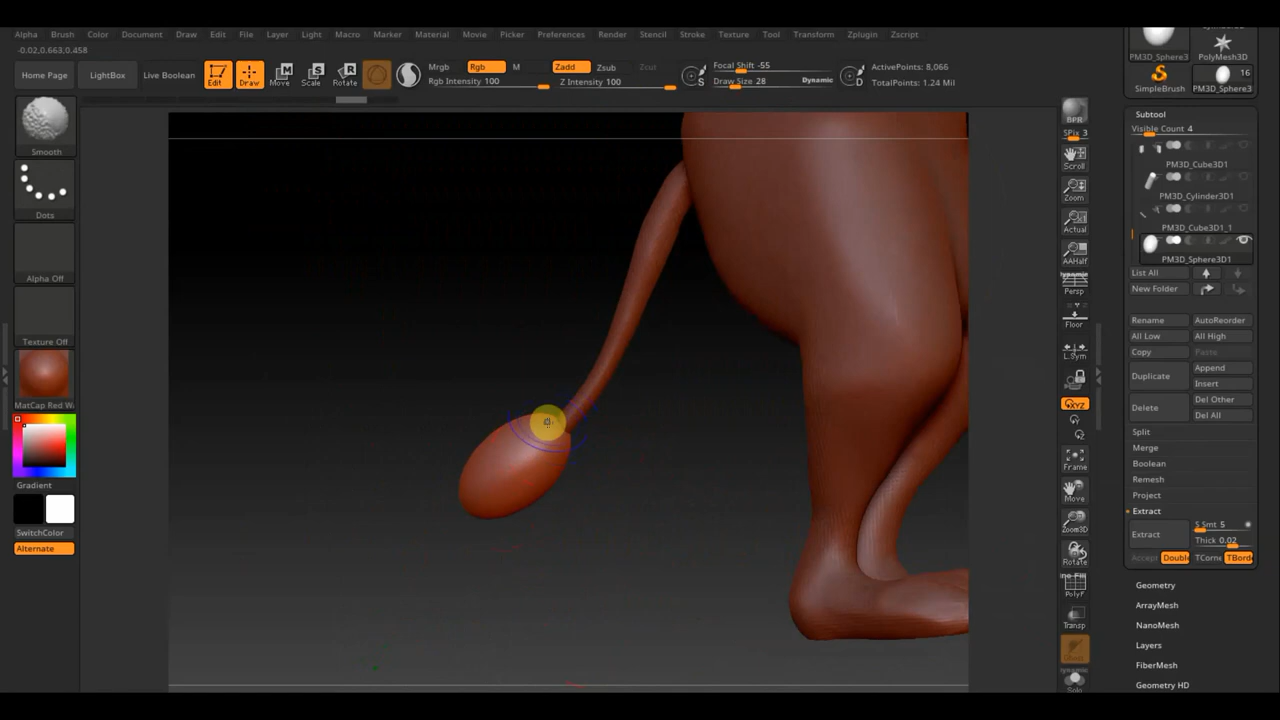 Alpha Brush Color Document Draw Edit File Layer Light Macro Marker Material Movie Picker Preferences Render Stencil Stroke Texture Tool Transform Zplugin Zscript
-0.02,0.663,0.458
Home Page
LightBox
Live Boolean
Edit
Draw
Move
Scale
Rotate
Mrgb
Rgb
M
Rgb Intensity 100
Zadd
Zsub
Zcut
Z Intensity 100
S
Focal Shift -55
Draw Size 28
Dynamic
D
ActivePoints: 8,066
TotalPoints: 1.24 Mil
Smooth
Dots
Alpha Off
Texture Off
MatCap Red W
Gradient
SwitchColor
Alternate
BPR
SPix 3
Scroll
Zoom
Actual
AAHalf
Dynamic
Persp
Floor
L.Sym
XYZ
Y
Z
Frame
Move
Zoom3D
Rotate
PolyF
Transp
Ghost
Dynamic
Solo
PM3D_Sphere3
PolyMesh3D
SimpleBrush
16
PM3D_Sphere3
Subtool
Visible Count 4
PM3D_Cube3D1
PM3D_Cylinder3D1
PM3D_Cube3D1_1
PM3D_Sphere3D1
List All
New Folder
Rename
AutoReorder
All Low
All High
Copy
Paste
Duplicate
Append
Insert
Delete
Del Other
Del All
Split
Merge
Boolean
Remesh
Project
Extract
Extract
S Smt 5
Thick 0.02
Accept
Double
TCorne
TBorde
Geometry
ArrayMesh
NanoMesh
Layers
FiberMesh
Geometry HD